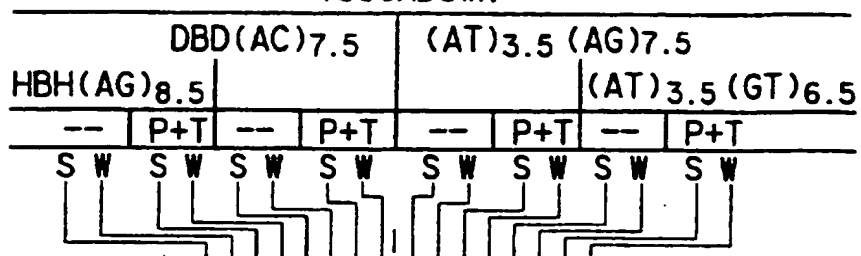 DBD(AC)7.5 (AT)3.5 (AG)7.5
HBH(AG)8.5 (AT)3.5 (GT)6.5
-- P+T -- P+T -- P+T -- P+T
S W S W S W S W S W S W S W S W